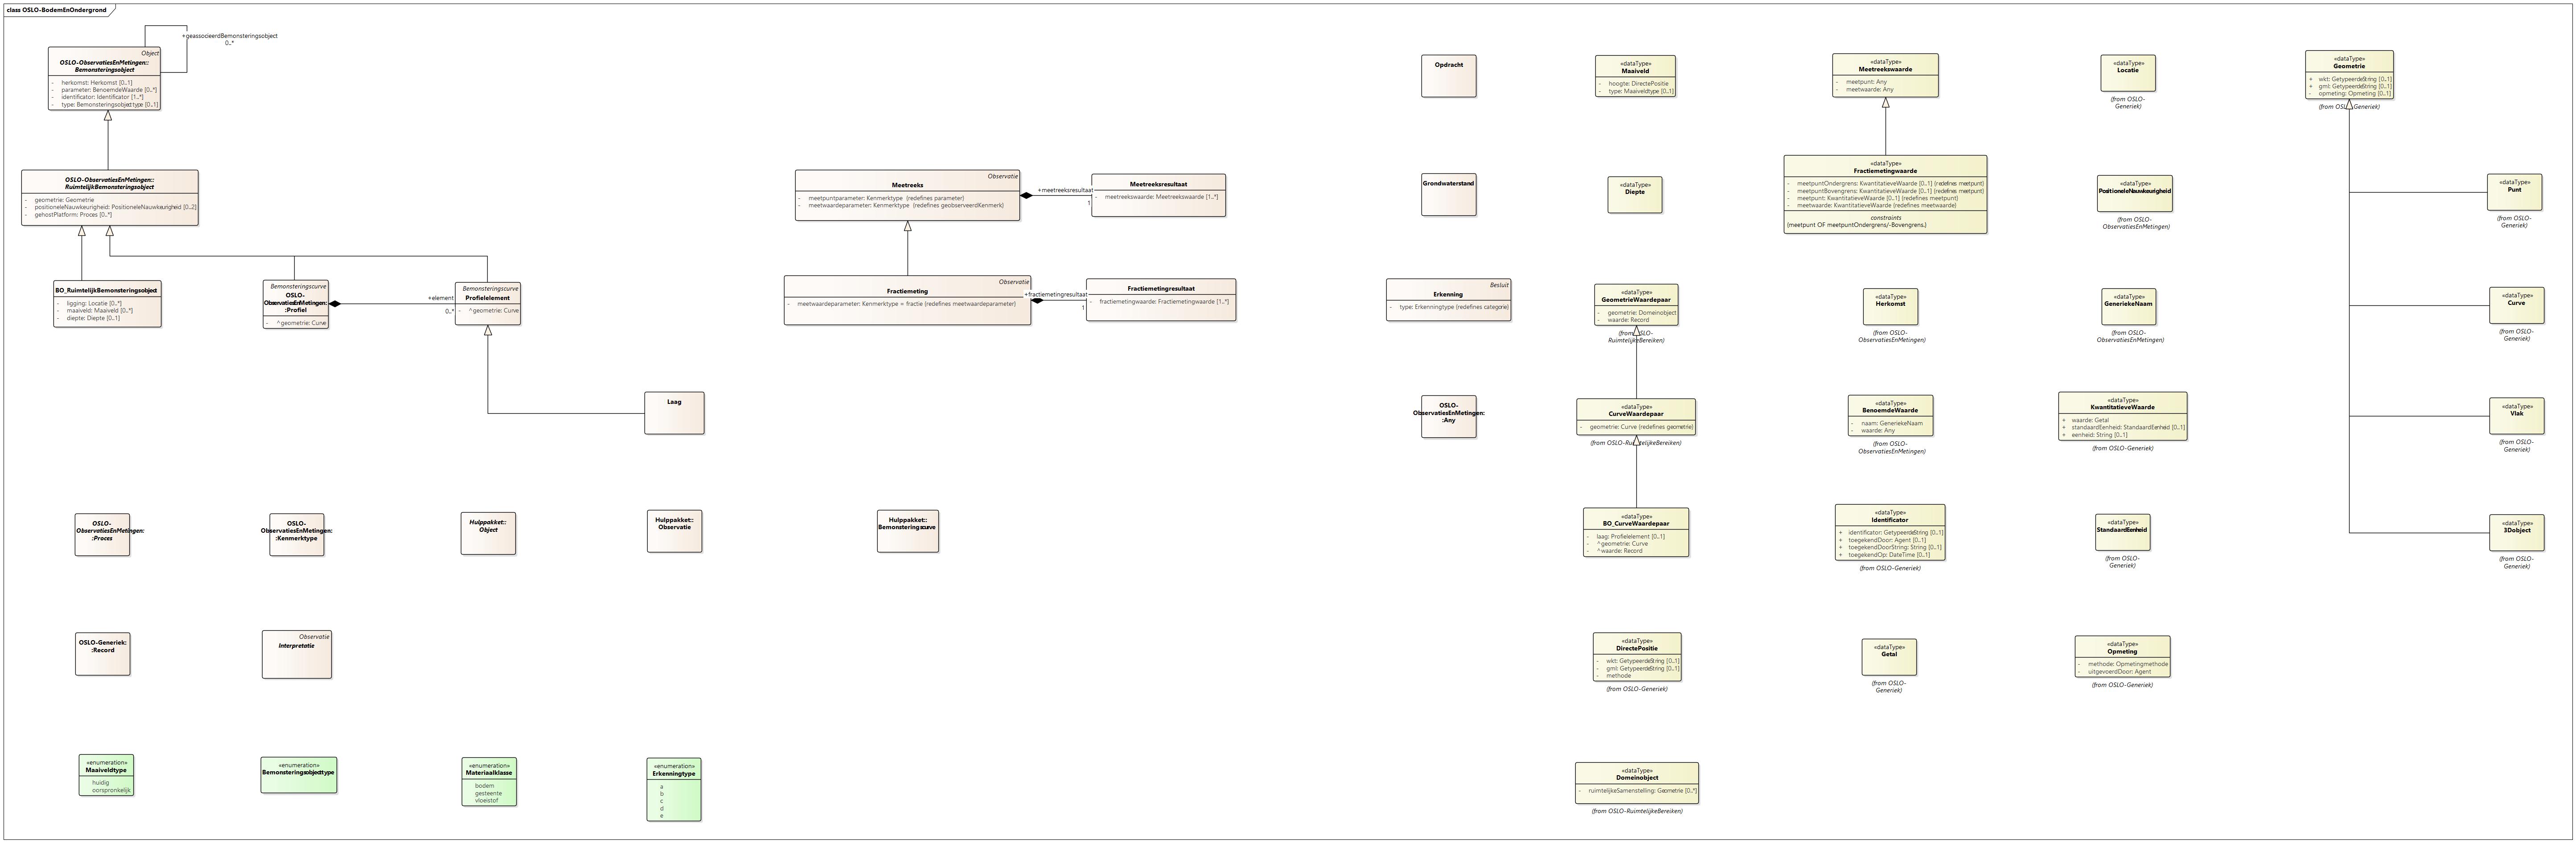 class OSLO-BodemEnOndergrond
+geassocieerdBemonsteringsobject
0..*
Object
OSLO-ObservatiesEnMetingen::
Bemonsteringsobject
- herkomst: Herkomst [0..1]
- parameter: BenoemdeWaarde [0..*]
- identificator: Identificator [1..*]
- type: Bemonsteringsobjecttype [0..1]
OSLO-ObservatiesEnMetingen::
RuimtelijkBemonsteringsobject
- geometrie: Geometrie
- positioneleNauwkeurigheid: PositioneleNauwkeurigheid [0..2]
- gehostPlatform: Proces [0..*]
BO_RuimtelijkBemonsteringsobject
- ligging: Locatie [0..*]
- maaiveld: Maaiveld [0..*]
- diepte: Diepte [0..1]
Bemonsteringscurve
OSLO-
ObservatiesEnMetingen:
:Profiel
- ^geometrie: Curve
+element
0..*
Bemonsteringscurve
Profielelement
- ^geometrie: Curve
Laag
Observatie
Meetreeks
- meetpuntparameter: Kenmerktype (redefines parameter)
- meetwaardeparameter: Kenmerktype (redefines geobserveerdKenmerk)
+meetreeksresultaat
1
Meetreeksresultaat
- meetreekswaarde: Meetreekswaarde [1..*]
Observatie
Fractiemeting
- meetwaardeparameter: Kenmerktype = fractie (redefines meetwaardeparameter)
+fractiemetingresultaat
1
Fractiemetingresultaat
- fractiemetingwaarde: Fractiemetingwaarde [1..*]
Opdracht
Grondwaterstand
Besluit
Erkenning
- type: Erkenningtype (redefines categorie)
OSLO-
ObservatiesEnMetingen:
:Any
«dataType»
Maaiveld
- hoogte: DirectePositie
- type: Maaiveldtype [0..1]
«dataType»
Diepte
«dataType»
GeometrieWaardepaar
- geometrie: Domeinobject
- waarde: Record
(from OSLO-
RuimtelijkeBereiken)
«dataType»
CurveWaardepaar
- geometrie: Curve (redefines geometrie)
(from OSLO-RuimtelijkeBereiken)
«dataType»
BO_CurveWaardepaar
- laag: Profielelement [0..1]
- ^geometrie: Curve
- ^waarde: Record
«dataType»
DirectePositie
- wkt: GetypeerdeString [0..1]
- gml: GetypeerdeString [0..1]
- methode
(from OSLO-Generiek)
«dataType»
Domeinobject
- ruimtelijkeSamenstelling: Geometrie [0..*]
(from OSLO-RuimtelijkeBereiken)
«dataType»
Meetreekswaarde
- meetpunt: Any
- meetwaarde: Any
«dataType»
Fractiemetingwaarde
- meetpuntOndergrens: KwantitatieveWaarde [0..1] (redefines meetpunt)
- meetpuntBovengrens: KwantitatieveWaarde [0..1] (redefines meetpunt)
- meetpunt: KwantitatieveWaarde [0..1] (redefines meetpunt)
- meetwaarde: KwantitatieveWaarde (redefines meetwaarde)
constraints
{meetpunt OF meetpuntOndergrens/-Bovengrens.}
«dataType»
Herkomst
(from OSLO-
ObservatiesEnMetingen)
«dataType»
BenoemdeWaarde
- naam: GeneriekeNaam
- waarde: Any
(from OSLO-
ObservatiesEnMetingen)
«dataType»
Identificator
+ identificator: GetypeerdeString [0..1]
+ toegekendDoor: Agent [0..1]
+ toegekendDoorString: String [0..1]
+ toegekendOp: DateTime [0..1]
(from OSLO-Generiek)
«dataType»
Getal
(from OSLO-
Generiek)
«dataType»
Locatie
(from OSLO-
Generiek)
«dataType»
PositioneleNauwkeurigheid
(from OSLO-
ObservatiesEnMetingen)
«dataType»
GeneriekeNaam
(from OSLO-
ObservatiesEnMetingen)
«dataType»
KwantitatieveWaarde
+ waarde: Getal
+ standaardEenheid: StandaardEenheid [0..1]
+ eenheid: String [0..1]
(from OSLO-Generiek)
«dataType»
StandaardEenheid
(from OSLO-
Generiek)
«dataType»
Opmeting
- methode: Opmetingmethode
- uitgevoerdDoor: Agent
(from OSLO-Generiek)
«dataType»
Geometrie
+ wkt: GetypeerdeString [0..1]
+ gml: GetypeerdeString [0..1]
- opmeting: Opmeting [0..1]
(from OSLO-Generiek)
«dataType»
Punt
(from OSLO-
Generiek)
«dataType»
Curve
(from OSLO-
Generiek)
«dataType»
Vlak
(from OSLO-
Generiek)
«dataType»
3Dobject
(from OSLO-
Generiek)
OSLO-
ObservatiesEnMetingen:
:Proces
OSLO-
ObservatiesEnMetingen:
:Kenmerktype
Hulppakket::
Object
Hulppakket::
Observatie
Hulppakket::
Bemonsteringscurve
OSLO-Generiek:
:Record
Observatie
Interpretatie
«enumeration»
Maaiveldtype
huidig
oorspronkelijk
«enumeration»
Bemonsteringsobjecttype
«enumeration»
Materiaalklasse
bodem
gesteente
vloeistof
«enumeration»
Erkenningtype
a
b
c
d
e